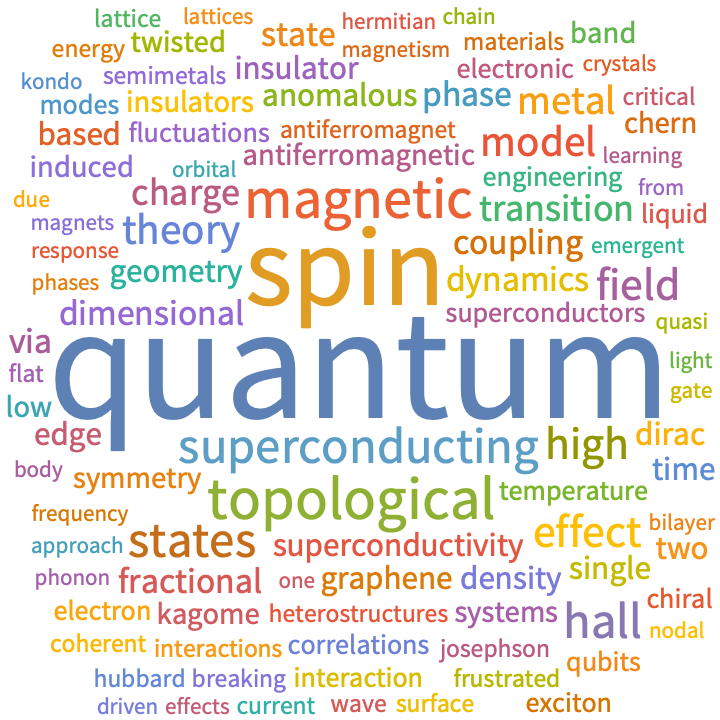 lattice lattices hermitian chain
energy twisted state magnetism materials band
kondo semimetals insulator electronic crystals
modes insulators anomalous phase metal critical
based fluctuations antiferromagnet model chern
induced orbital antiferromagnetic engineering learning
due charge magnetic transition from liquid
magnets theory spin coupling emergent
response geometry dynamics field
phases dimensional superconductors quasi
via quantum light
flat gate
low
edge superconducting high dirac
body symmetry topological temperature time
frequency states effect bilayer
approach superconductivity two
phonon fractional one graphene density single chiral
electron kagome heterostructures systems hall nodal
coherent interactions correlations josephson qubits
hubbard breaking interaction frustrated
driven effects current wave surface exciton